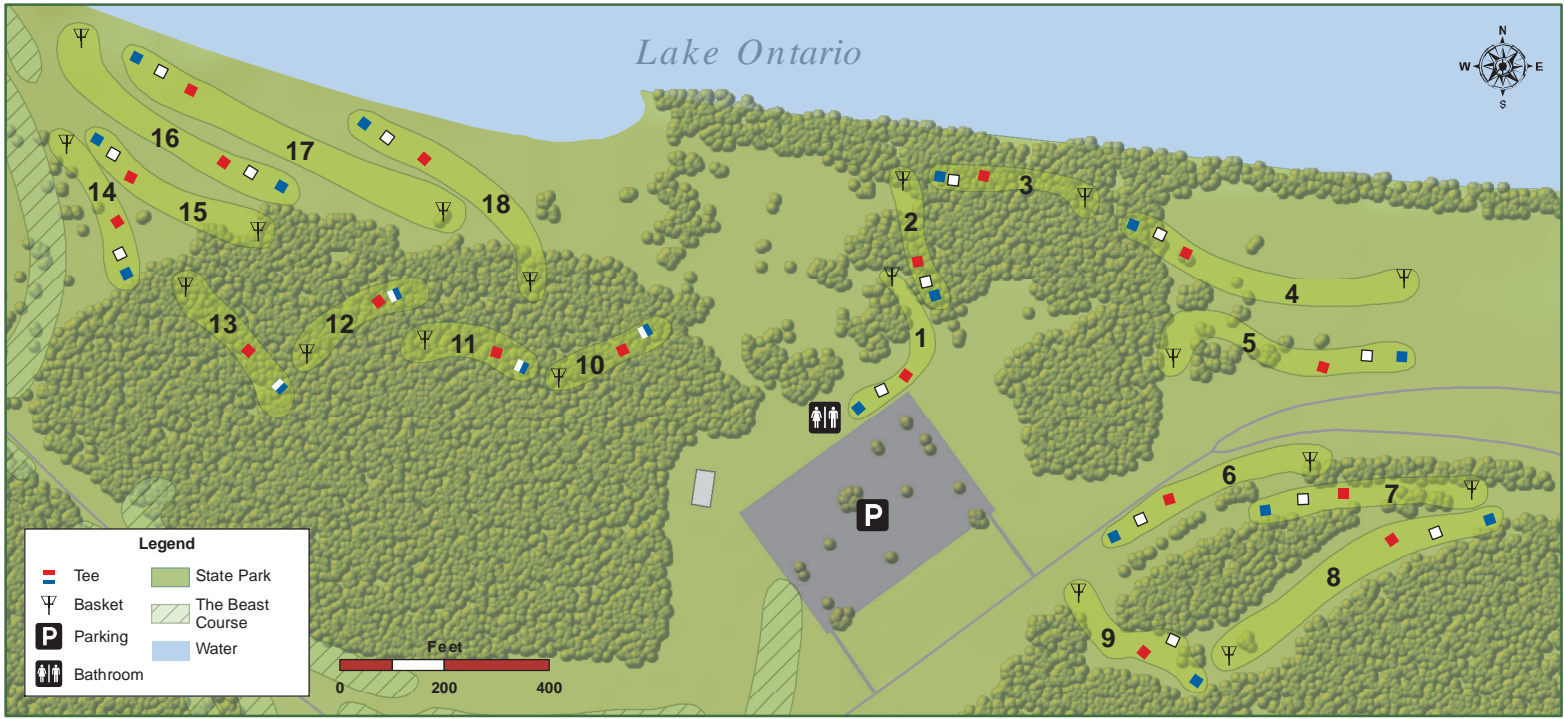 Lake Ontario
N
W E
S
16
17
14
15
18
3
2
4
13
12
11
10
1
5
6
7
8
9
P
Legend
Tee
Basket
P Parking
Bathroom
State Park
The Beast
Course
Water
Feet
0 200 400